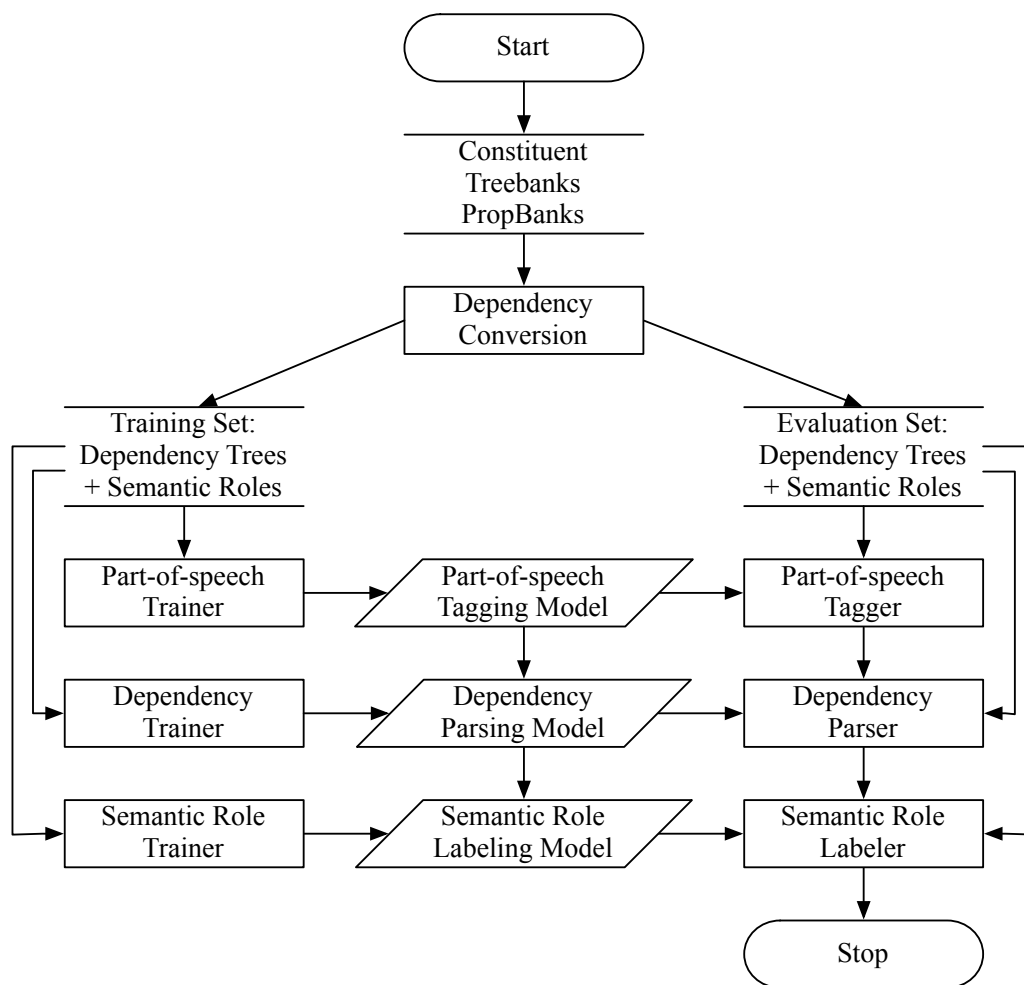 Start
Constituent
Treebanks
PropBanks
Dependency
Conversion
Training Set:
Dependency Trees
+ Semantic Roles
Evaluation Set:
Dependency Trees
+ Semantic Roles
Part-of-speech
Trainer
Part-of-speech
Tagging Model
Part-of-speech
Tagger
Dependency
Trainer
Dependency
Parsing Model
Dependency
Parser
Semantic Role
Trainer
Semantic Role
Labeling Model
Semantic Role
Labeler
Stop